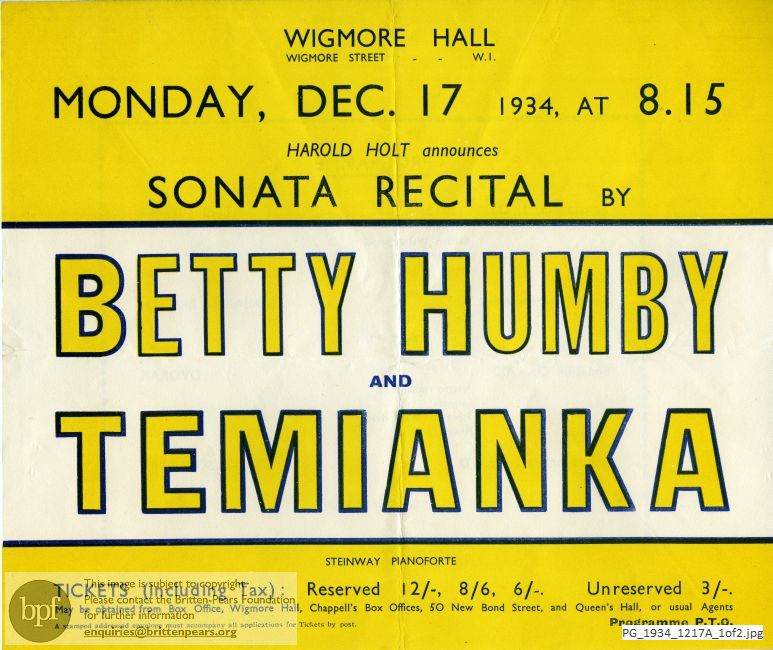 WIGMORE HALL
WIGMORE STREET - - W.1.
MONDAY, DEC. 17 1934, AT 8.15
HAROLD HOLT announces
SONATA RECITAL BY
BETTY HUMBY
AND
TEMIANKA
STEINWAY PIANOFORTE
TICKETS (including Tax): Reserved 12/-, 8/6, 6/-. Unreserved 3/-.
May be obtained from Box Office, Wigmore Hall, Chappell's Box Offices, 50 New Bond Street, and Queen's Hall, or usual Agents
A stamped addressed envelope must accompany all applications for Tickets by post.
Programme P.T.O.
bpf
This image is subject to copyright
Please contact the Britten-Pears Foundation
for further information
enquiries@brittenpears.org
PG_1934_1217A_1of2.jpg